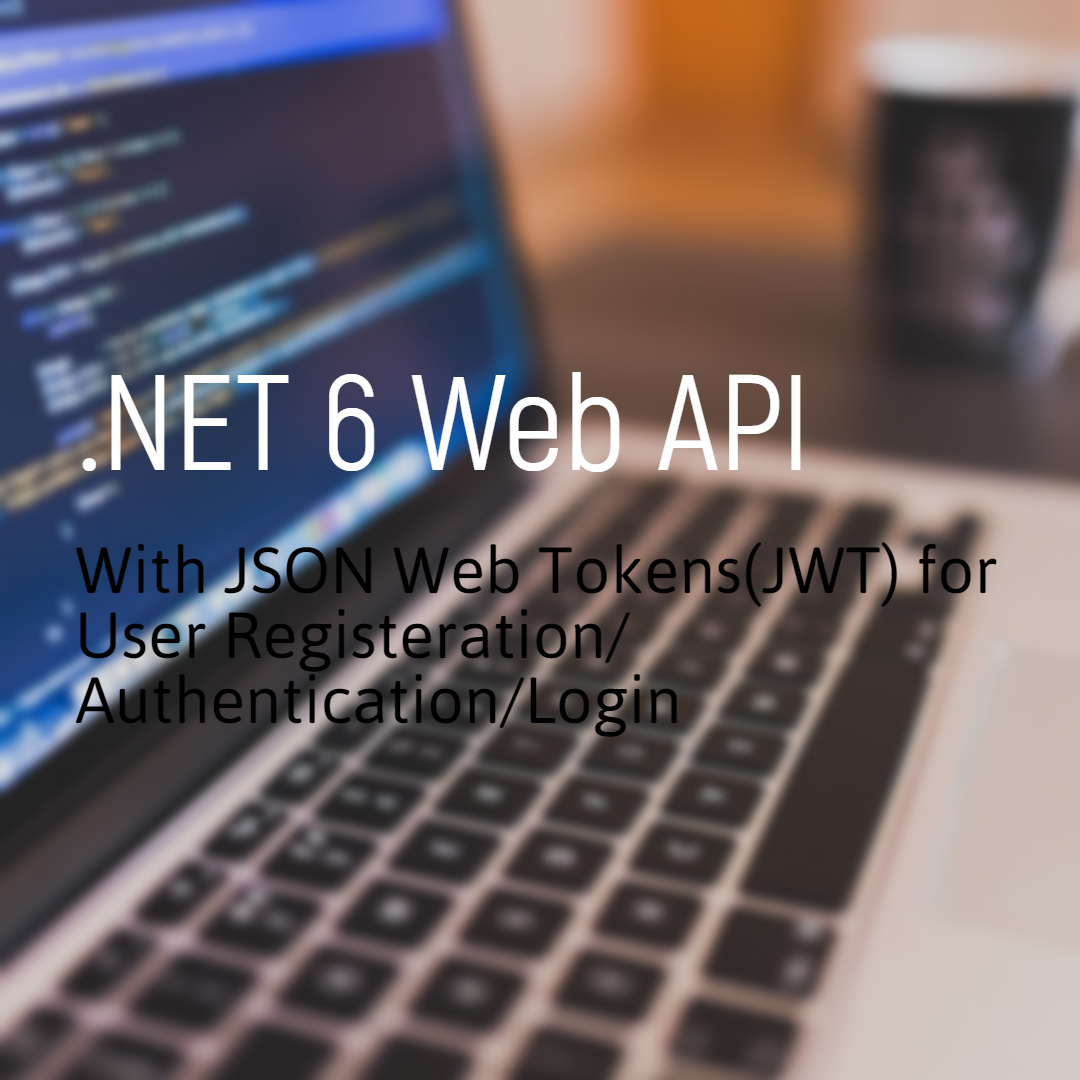 .NET 6 Web API
With JSON Web Tokens(JWT) for
User Registeration/
Authentication/Login